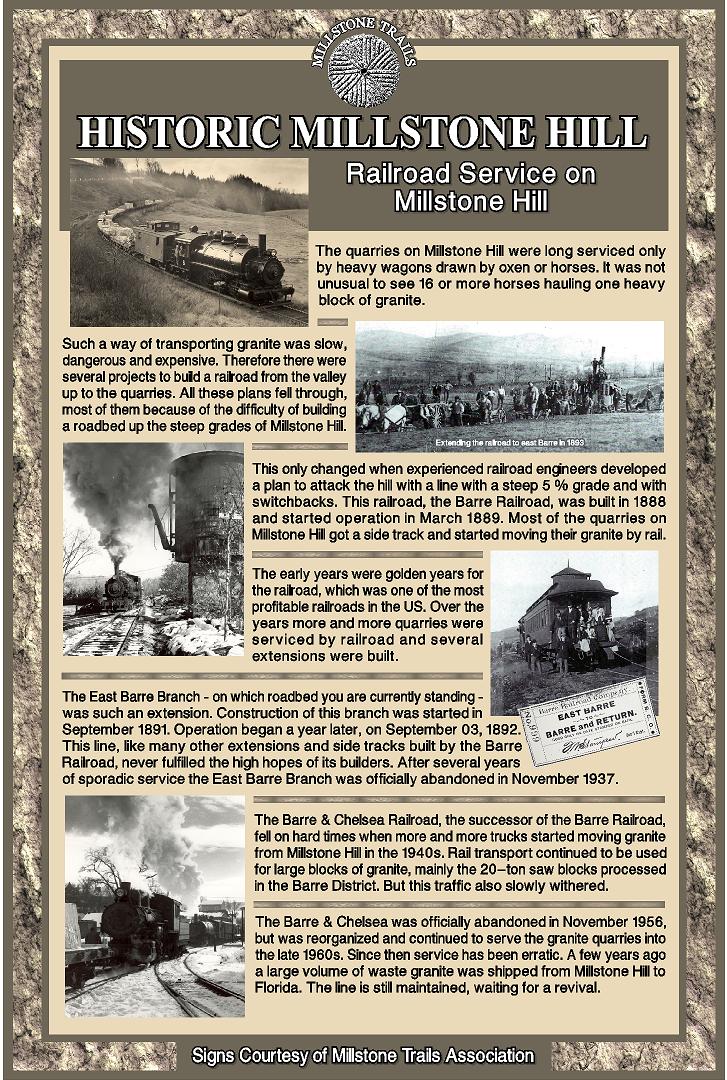 MILLSTONE TRAILS
HISTORIC MILLSTONE HILL
Railroad Service on
Millstone Hill
The quarries on Millstone Hill were long serviced only
by heavy wagons drawn by oxen or horses. It was not
unusual to see 16 or more horses hauling one heavy
block of granite.
Such a way of transporting granite was slow,
dangerous and expensive. Therefore there were
several projects to build a railroad from the valley
up to the quarries. All these plans fell through,
most of them because of the difficulty of building
a roadbed up the steep grades of Millstone Hill.
Extending the railroad to east Barre in 1893
This only changed when experienced railroad engineers developed
a plan to attack the hill with a line with a steep 5 % grade and with
switchbacks. This railroad, the Barre Railroad, was built in 1888
and started operation in March 1889. Most of the quarries on
Millstone Hill got a side track and started moving their granite by rail.
The early years were golden years for
the railroad, which was one of the most
profitable railroads in the US. Over the
years more and more quarries were
serviced by railroad and several
extensions were built.
The East Barre Branch - on which roadbed you are currently standing -
was such an extension. Construction of this branch was started in
September 1891. Operation began a year later, on September 03, 1892.
This line, like many other extensions and side tracks built by the Barre
Railroad, never fulfilled the high hopes of its builders. After several years
of sporadic service the East Barre Branch was officially abandoned in November 1937.
Barre Railroad Company
EAST BARRE
TO
BARRE and RETURN.
The Barre & Chelsea Railroad, the successor of the Barre Railroad,
fell on hard times when more and more trucks started moving granite
from Millstone Hill in the 1940s. Rail transport continued to be used
for large blocks of granite, mainly the 20-ton saw blocks processed
in the Barre District. But this traffic also slowly withered.
The Barre & Chelsea was officially abandoned in November 1956,
but was reorganized and continued to serve the granite quarries into
the late 1960s. Since then service has been erratic. A few years ago
a large volume of waste granite was shipped from Millstone Hill to
Florida. The line is still maintained, waiting for a revival.
Signs Courtesy of Millstone Trails Association